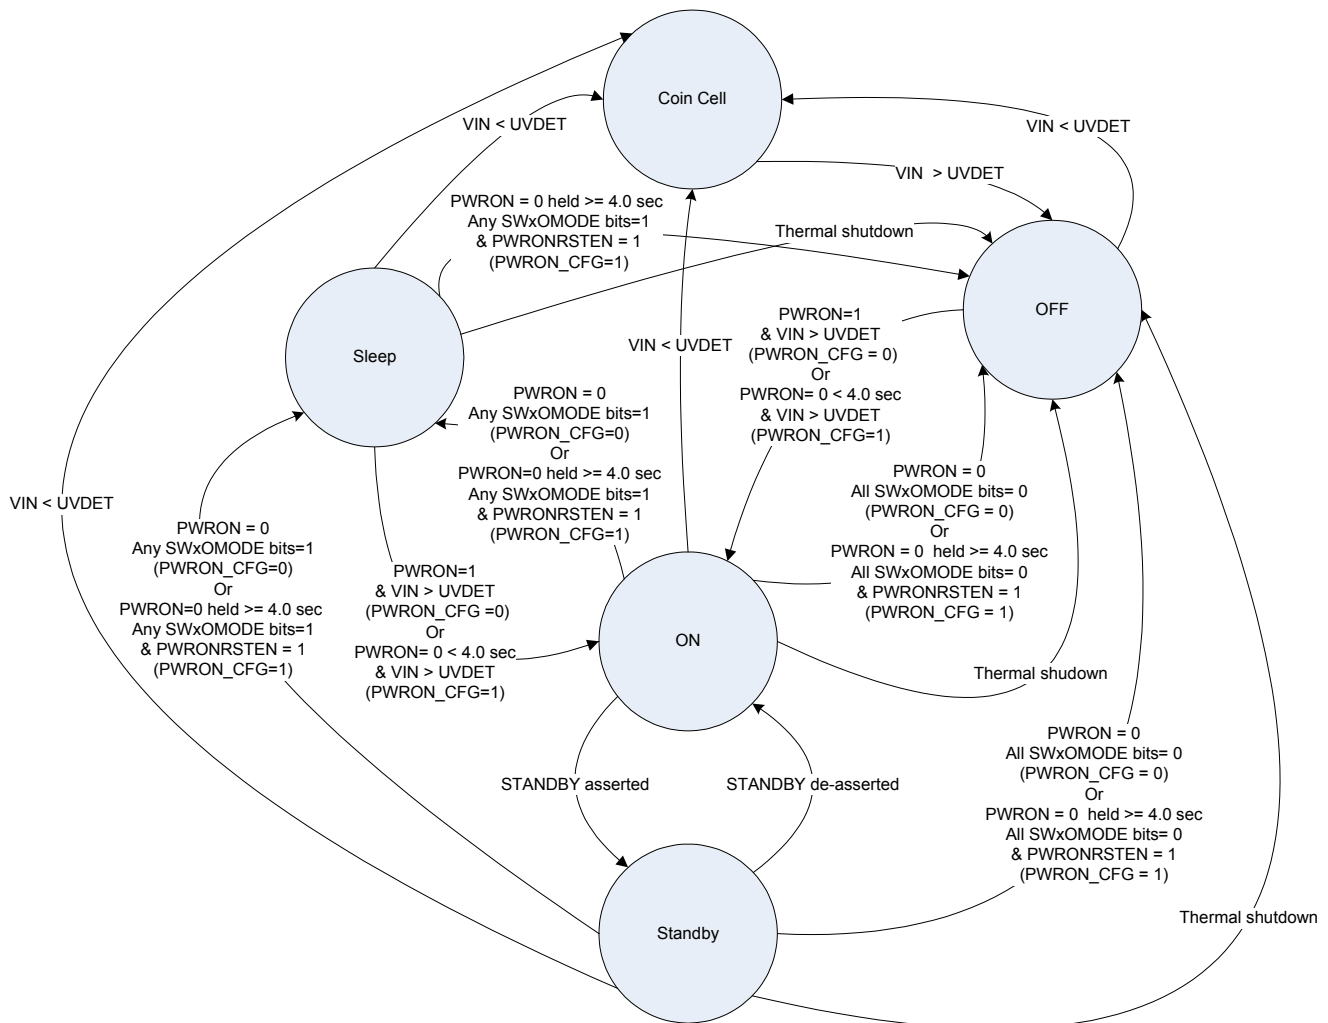 Coin Cell
VIN < UVDET
VIN < UVDET
VIN  > UVDET
PWRON = 0 held >= 4.0 sec
Any SWxOMODE bits=1
& PWRONRSTEN = 1
(PWRON_CFG=1)
Thermal shutdown
OFF
Sleep
VIN < UVDET
PWRON=1
& VIN > UVDET
(PWRON_CFG = 0)
Or
PWRON= 0 < 4.0 sec
& VIN > UVDET
(PWRON_CFG=1)
PWRON = 0
Any SWxOMODE bits=1
(PWRON_CFG=0)
Or
PWRON=0 held >= 4.0 sec
Any SWxOMODE bits=1
& PWRONRSTEN = 1
(PWRON_CFG=1)
PWRON = 0
All SWxOMODE bits= 0
(PWRON_CFG = 0)
Or
PWRON = 0  held >= 4.0 sec
All SWxOMODE bits= 0
& PWRONRSTEN = 1
(PWRON_CFG = 1)
VIN < UVDET
PWRON = 0
Any SWxOMODE bits=1
(PWRON_CFG=0)
Or
PWRON=0 held >= 4.0 sec
Any SWxOMODE bits=1
& PWRONRSTEN = 1
(PWRON_CFG=1)
PWRON=1
& VIN > UVDET
(PWRON_CFG =0)
Or
PWRON= 0 < 4.0 sec
& VIN > UVDET
(PWRON_CFG=1)
ON
Thermal shudown
STANDBY asserted
STANDBY de-asserted
PWRON = 0
All SWxOMODE bits= 0
(PWRON_CFG = 0)
Or
PWRON = 0  held >= 4.0 sec
All SWxOMODE bits= 0
& PWRONRSTEN = 1
(PWRON_CFG = 1)
Standby
Thermal shutdown